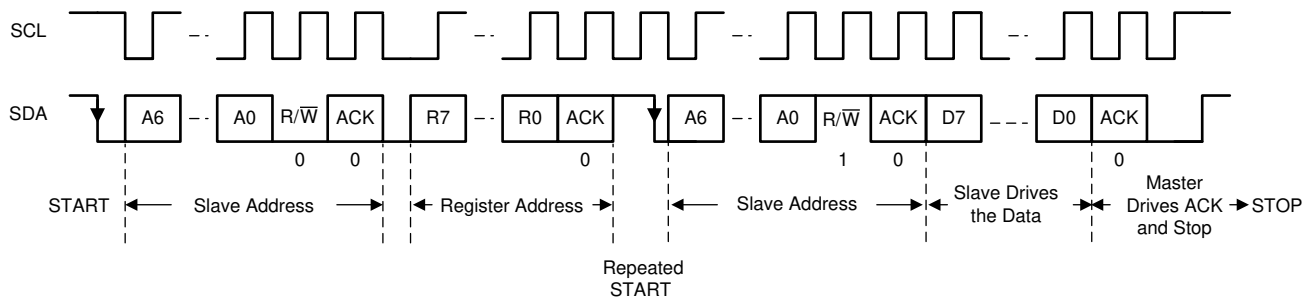 SCL
SDA
A6 A0 R/W̅ ACK R7 R0 ACK A6 A0 R/W̅ ACK D7 D0 ACK
0 0 0 1 0 0
START Slave Address Register Address Slave Address Slave Drives the Data Master Drives ACK and Stop STOP
Repeated
START